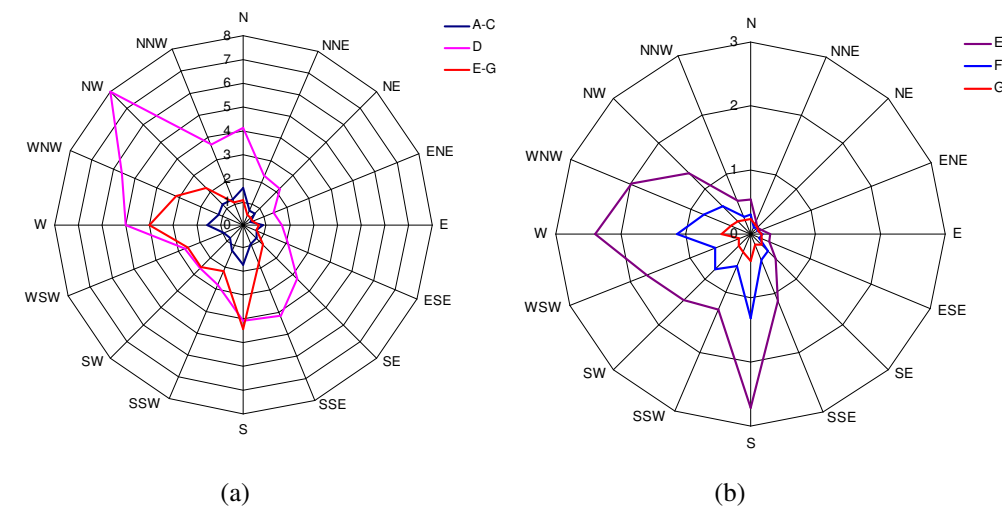 N
NNE
NE
ENE
E
ESE
SE
SSE
S
SSW
SW
WSW
W
WNW
NW
NNW
8
7
6
5
4
3
2
1
0
A-C
D
E-G
(a)
N
NNE
NE
ENE
E
ESE
SE
SSE
S
SSW
SW
WSW
W
WNW
NW
NNW
3
2
1
0
E
F
G
(b)